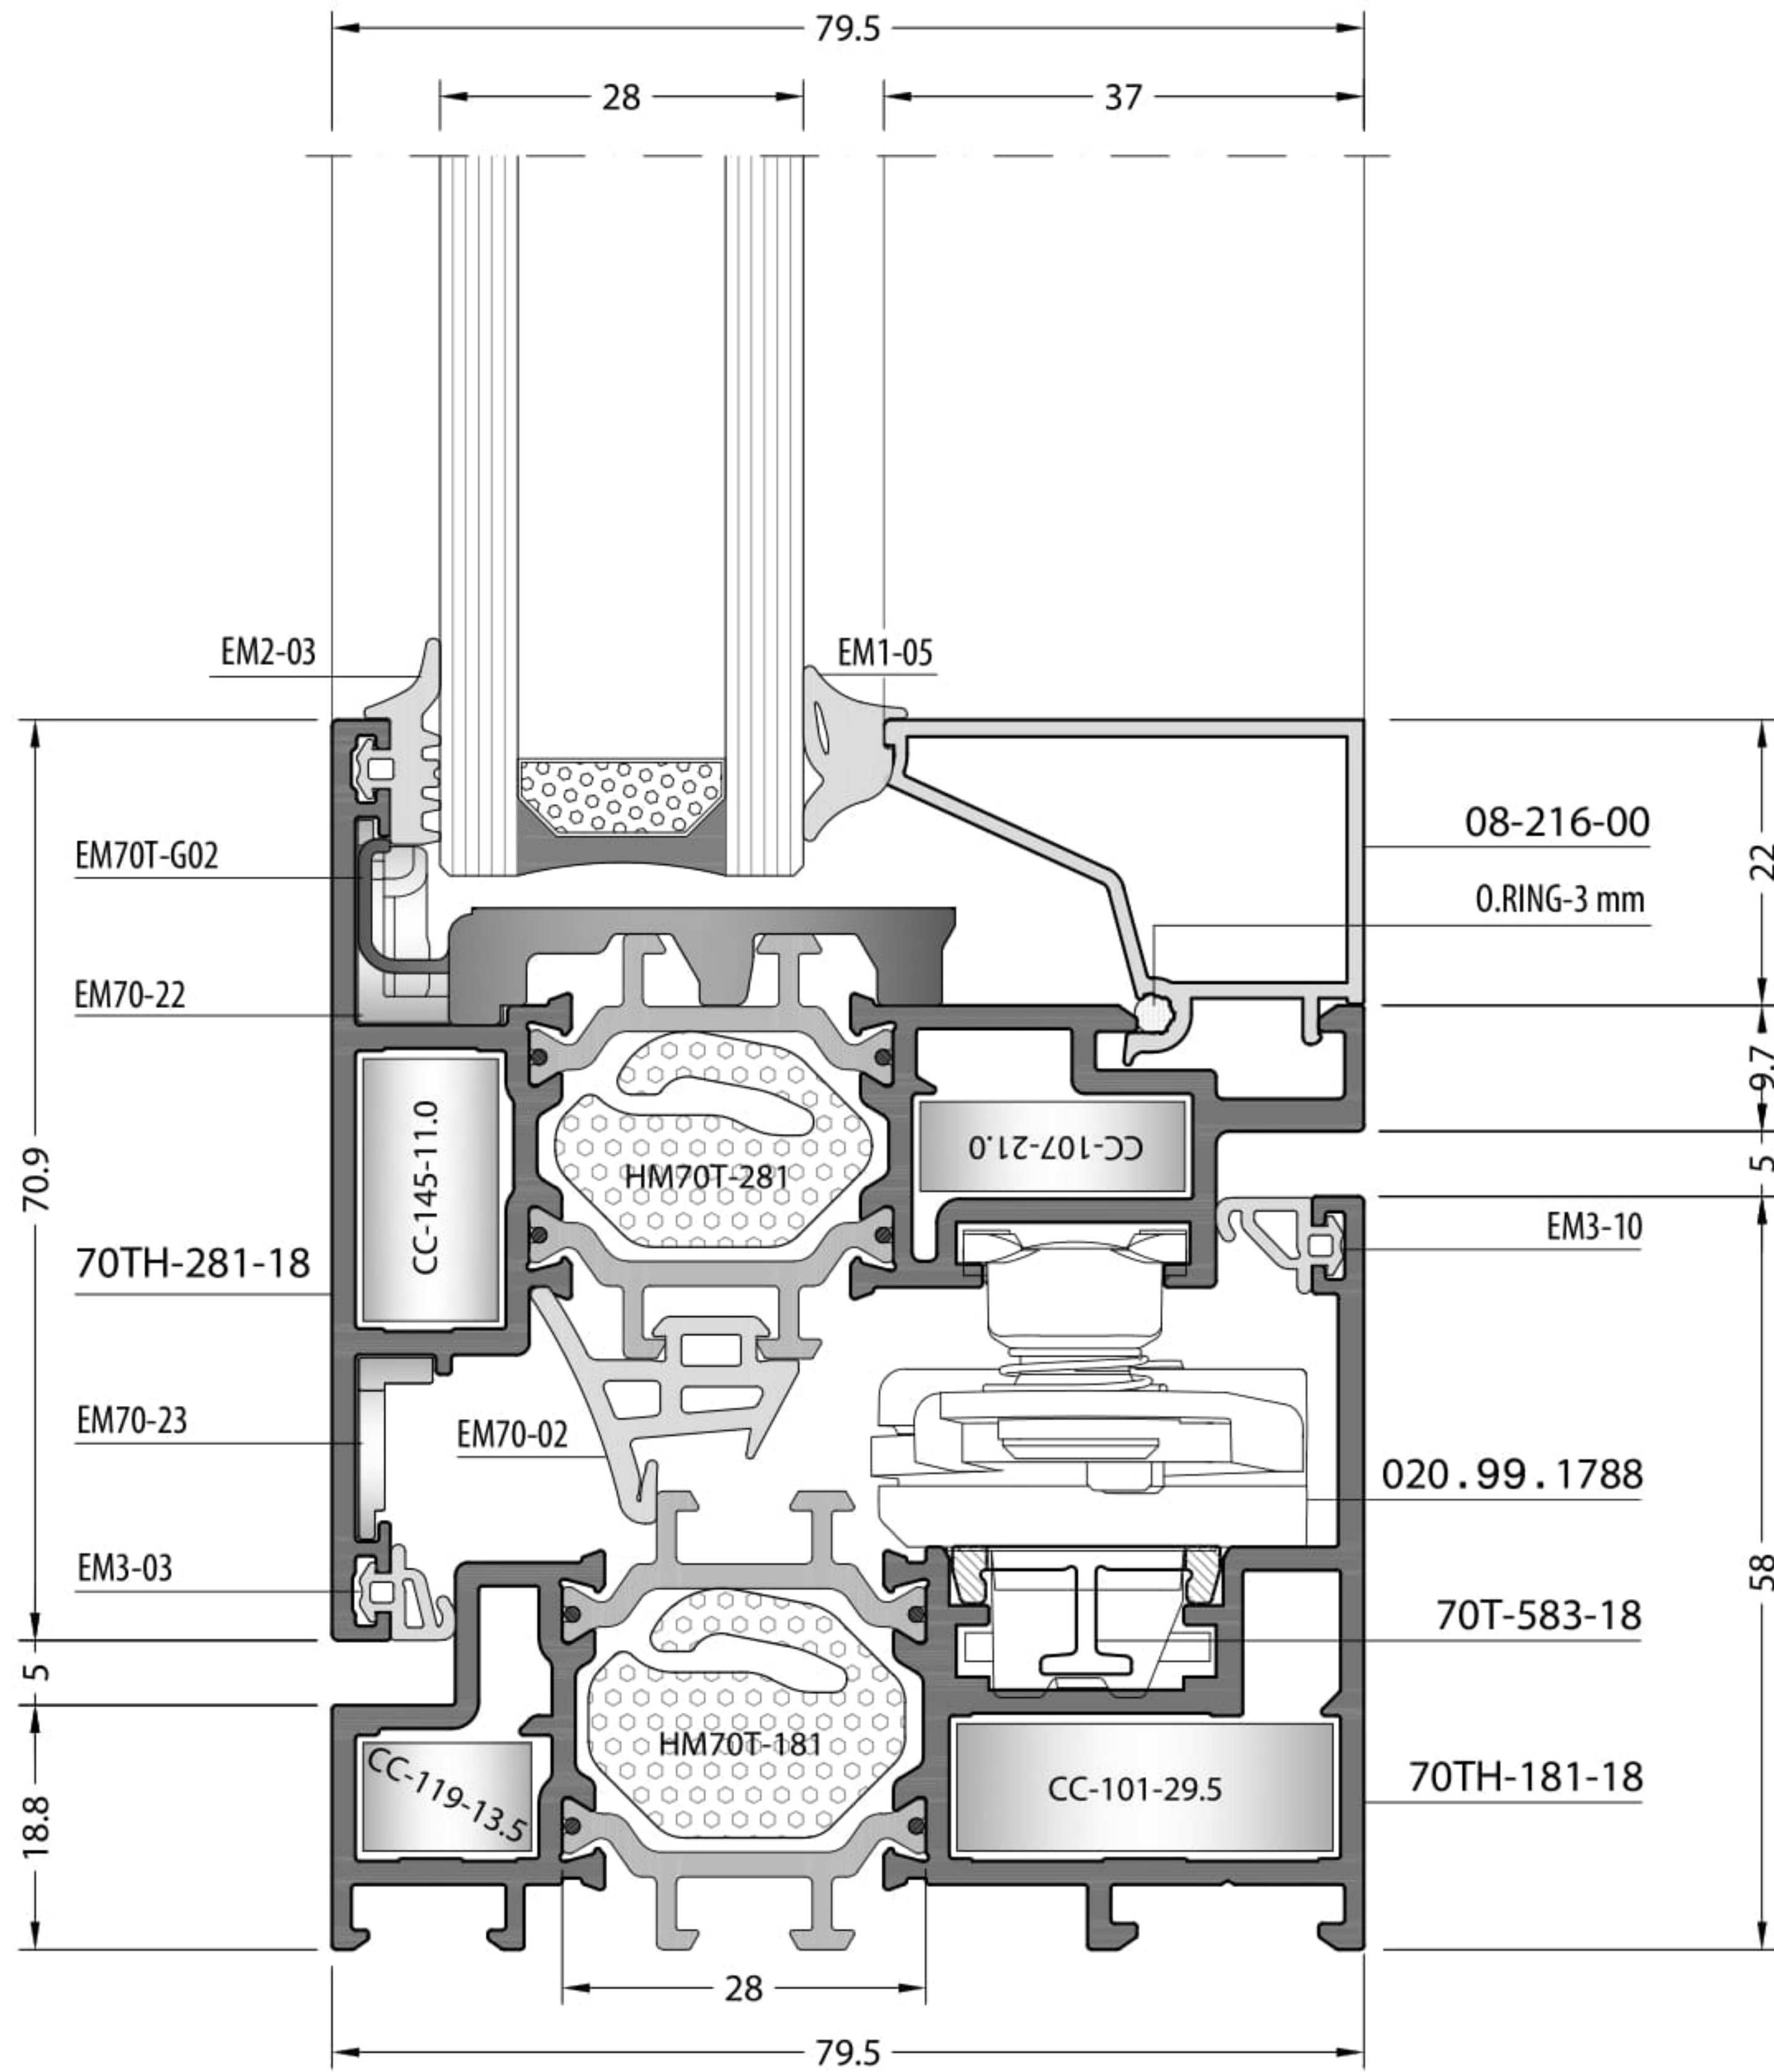 79.5
28
37
EM2-03
EM1-05
08-216-00
EM70T-G02
22
O.RING-3 mm
EM70-22
9.7
CC-145-11.0
CC-107-21.0
70.9
HM70T-281
5
EM3-10
70TH-281-18
EM70-23
EM70-02
020.99.1788
EM3-03
58
70T-583-18
5
HM70T-181
CC-119-13.5
CC-101-29.5
70TH-181-18
18.8
28
79.5